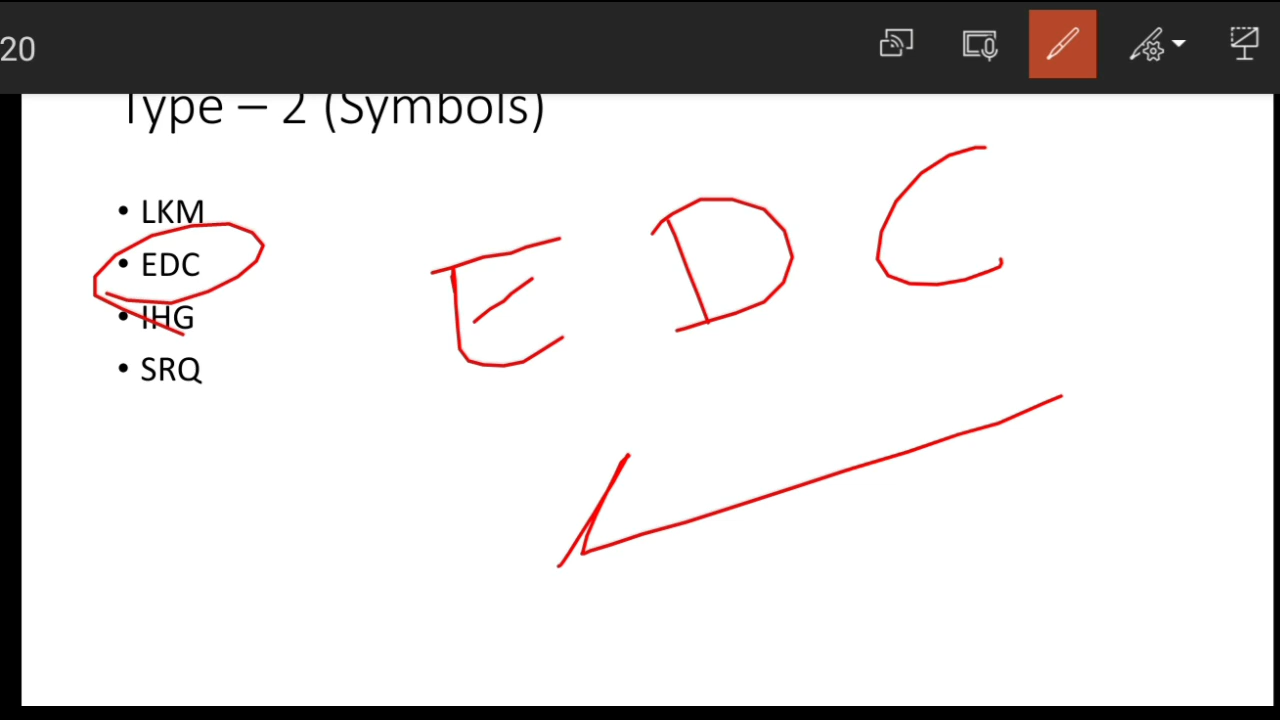 20
Type – 2 (Symbols)
• LKM
• EDC
• IHG
• SRQ
E D C